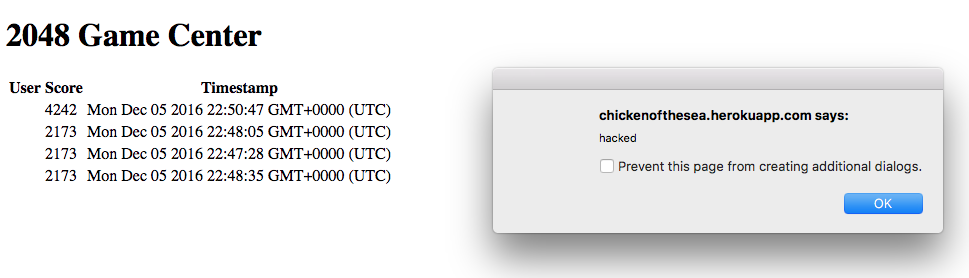 2048 Game Center
User Score Timestamp
4242 Mon Dec 05 2016 22:50:47 GMT+0000 (UTC)
2173 Mon Dec 05 2016 22:48:05 GMT+0000 (UTC)
2173 Mon Dec 05 2016 22:47:28 GMT+0000 (UTC)
2173 Mon Dec 05 2016 22:48:35 GMT+0000 (UTC)
chickenofthesea.herokuapp.com says:
hacked
Prevent this page from creating additional dialogs.
OK